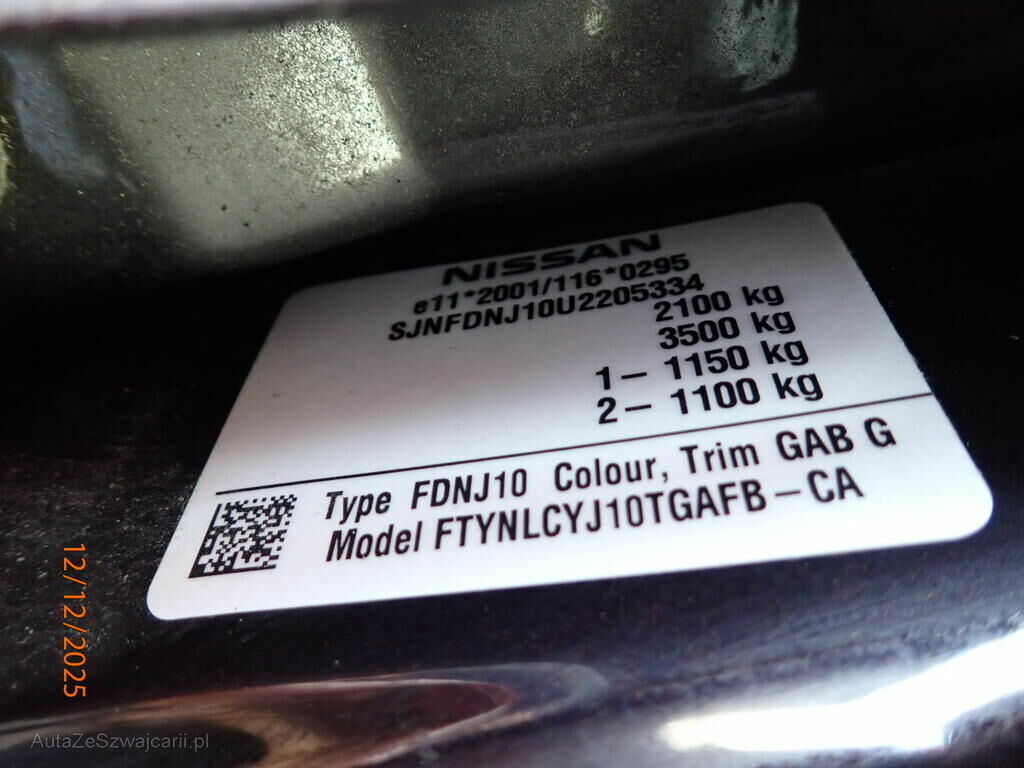 NISSAN
e11*2001/116*0295
SJNFDNJ10U2205334
2100 kg
3500 kg
1 – 1150 kg
2 – 1100 kg
Type FDNJ10 Colour, Trim GAB G
Model FTYNLCYJ10TGAFB – CA
12/12/2025
AutaZeSzwajcarii.pl